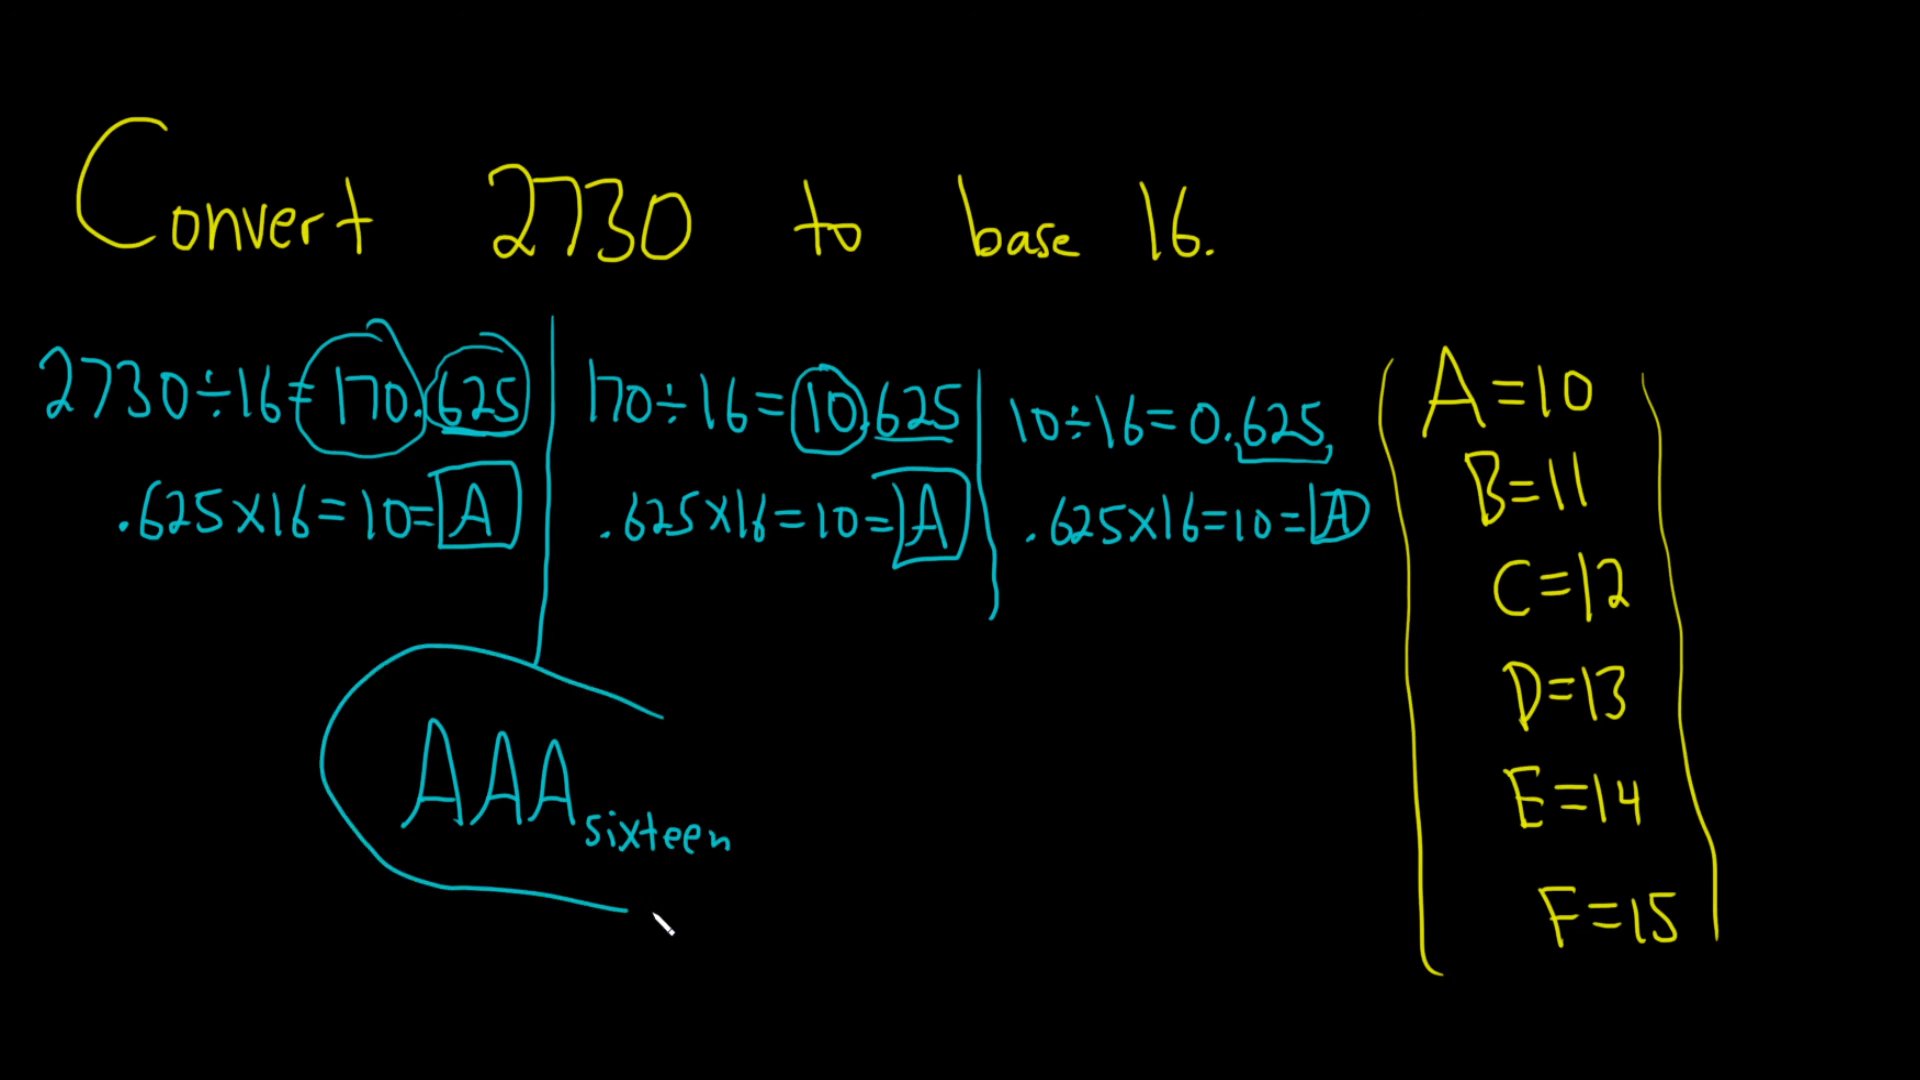 Convert 2730 to base 16.
2730÷16=170.625
.625×16=10=A
170÷16=10.625
.625×16=10=A
10÷16=0.625
.625×16=10=A
A=10
B=11
C=12
D=13
E=14
F=15
AAAsixteen